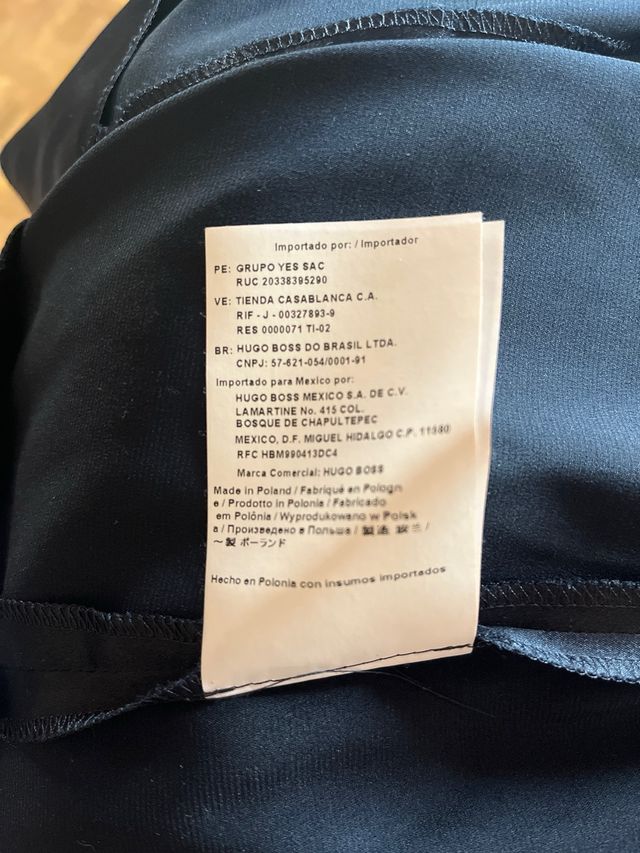 Importado por: / Importador
PE: GRUPO YES SAC
RUC 20338395290
VE: TIENDA CASABLANCA C.A.
RIF - J - 00327893-9
RES 0000071 TI-02
BR: HUGO BOSS DO BRASIL LTDA.
CNPJ: 57-621-054/0001-91
Importado para Mexico por:
HUGO BOSS MEXICO S.A. DE C.V.
LAMARTINE No. 415 COL.
BOSQUE DE CHAPULTEPEC
MEXICO, D.F. MIGUEL HIDALGO C.P.
RFC HBM990413DC4
Marca Comercial: HUGO BOSS
Made in Poland / Fabriqué en Pologn
e / Prodotto in Polonia / Fabricado
em Polônia / Wyprodukowano w Polsk
a / Произведено в Польша / /
～製 ポーランド
Hecho en Polonia con insumos importados